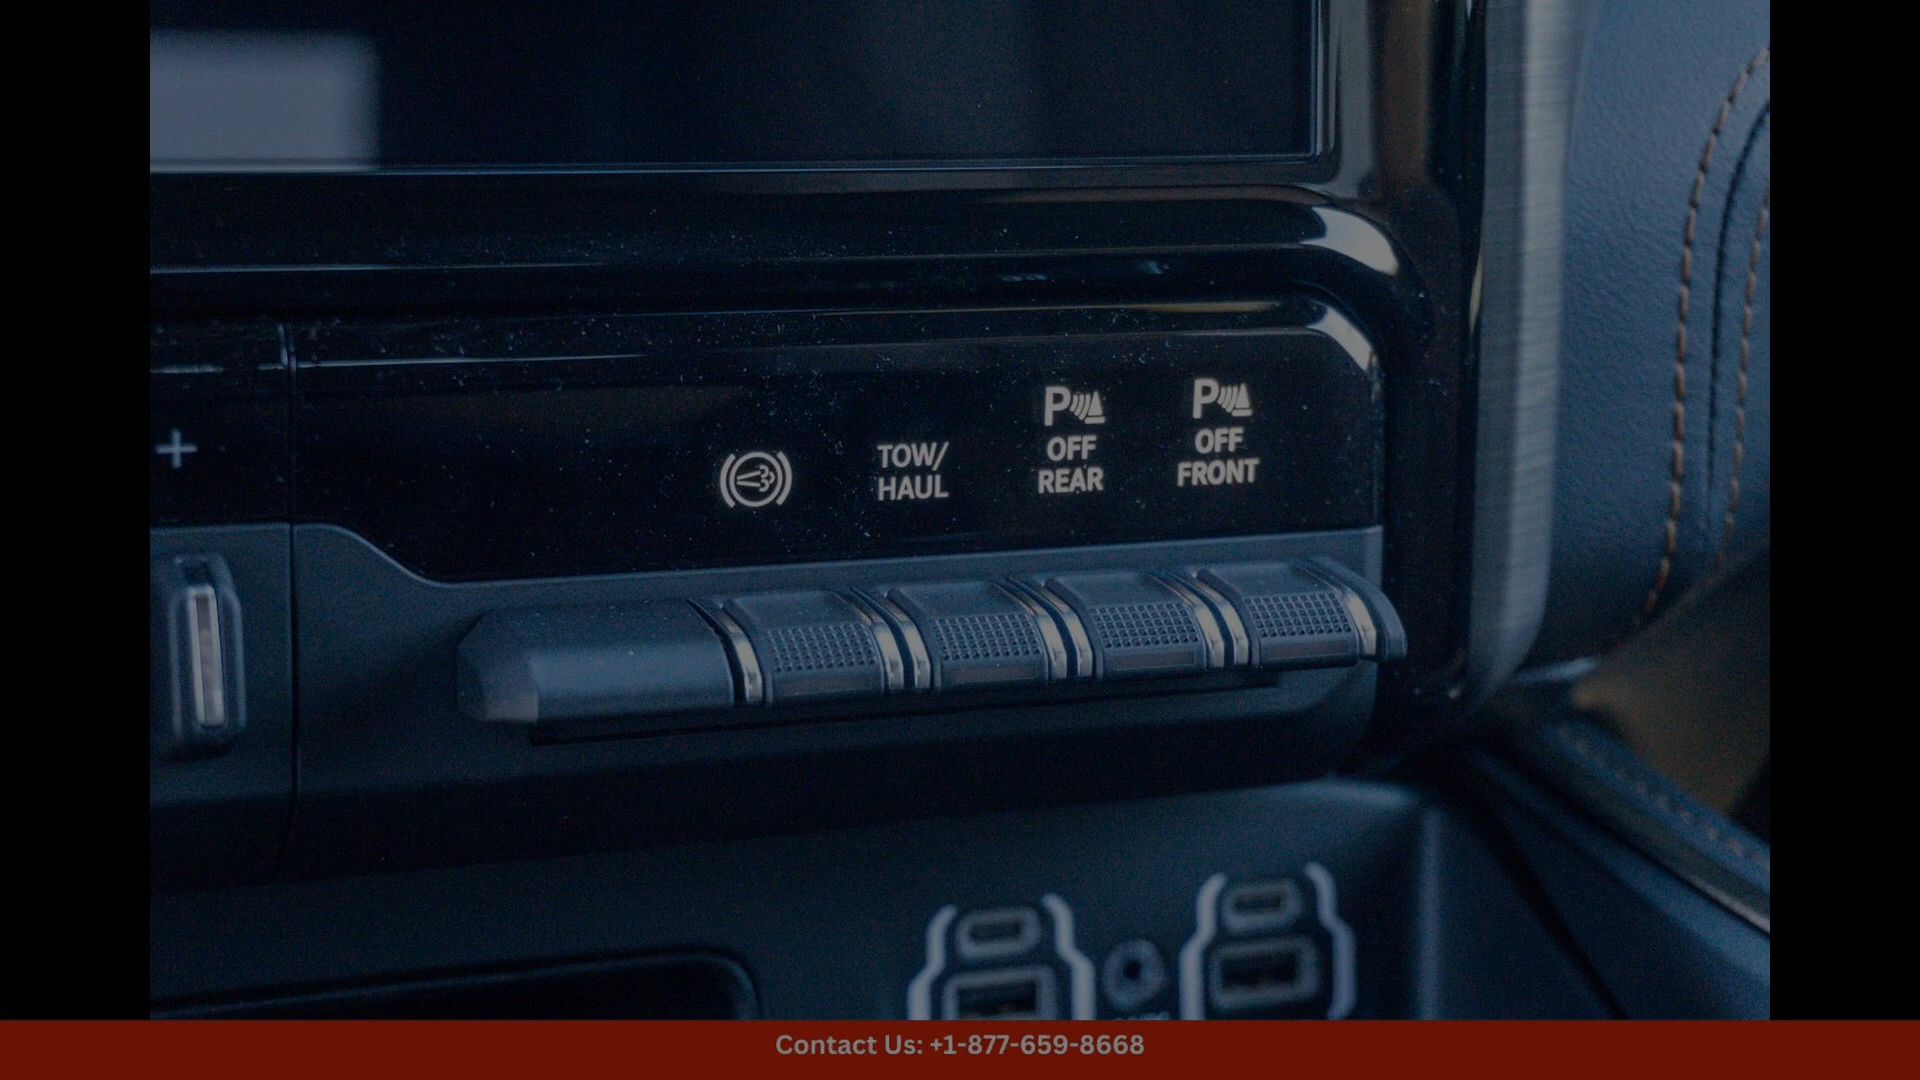 +
TOW/
HAUL
P
OFF
REAR
P
OFF
FRONT
Contact Us: +1-877-659-8668